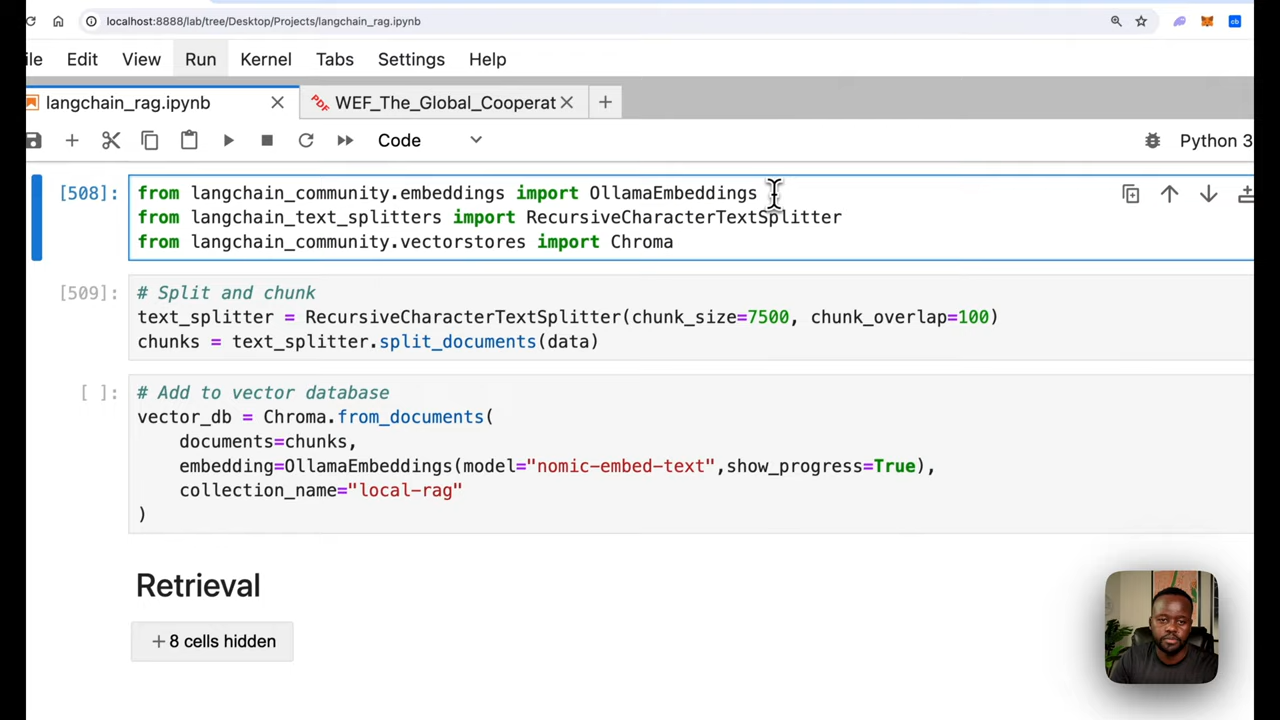 localhost:8888/lab/tree/Desktop/Projects/langchain_rag.ipynb
ile Edit View Run Kernel Tabs Settings Help
langchain_rag.ipynb
WEF_The_Global_Cooperat
Code
Python 3
[508]:
from langchain_community.embeddings import OllamaEmbeddings
from langchain_text_splitters import RecursiveCharacterTextSplitter
from langchain_community.vectorstores import Chroma
[509]:
# Split and chunk
text_splitter = RecursiveCharacterTextSplitter(chunk_size=7500, chunk_overlap=100)
chunks = text_splitter.split_documents(data)
[ ]:
# Add to vector database
vector_db = Chroma.from_documents(
    documents=chunks,
    embedding=OllamaEmbeddings(model="nomic-embed-text",show_progress=True),
    collection_name="local-rag"
)
Retrieval
+ 8 cells hidden